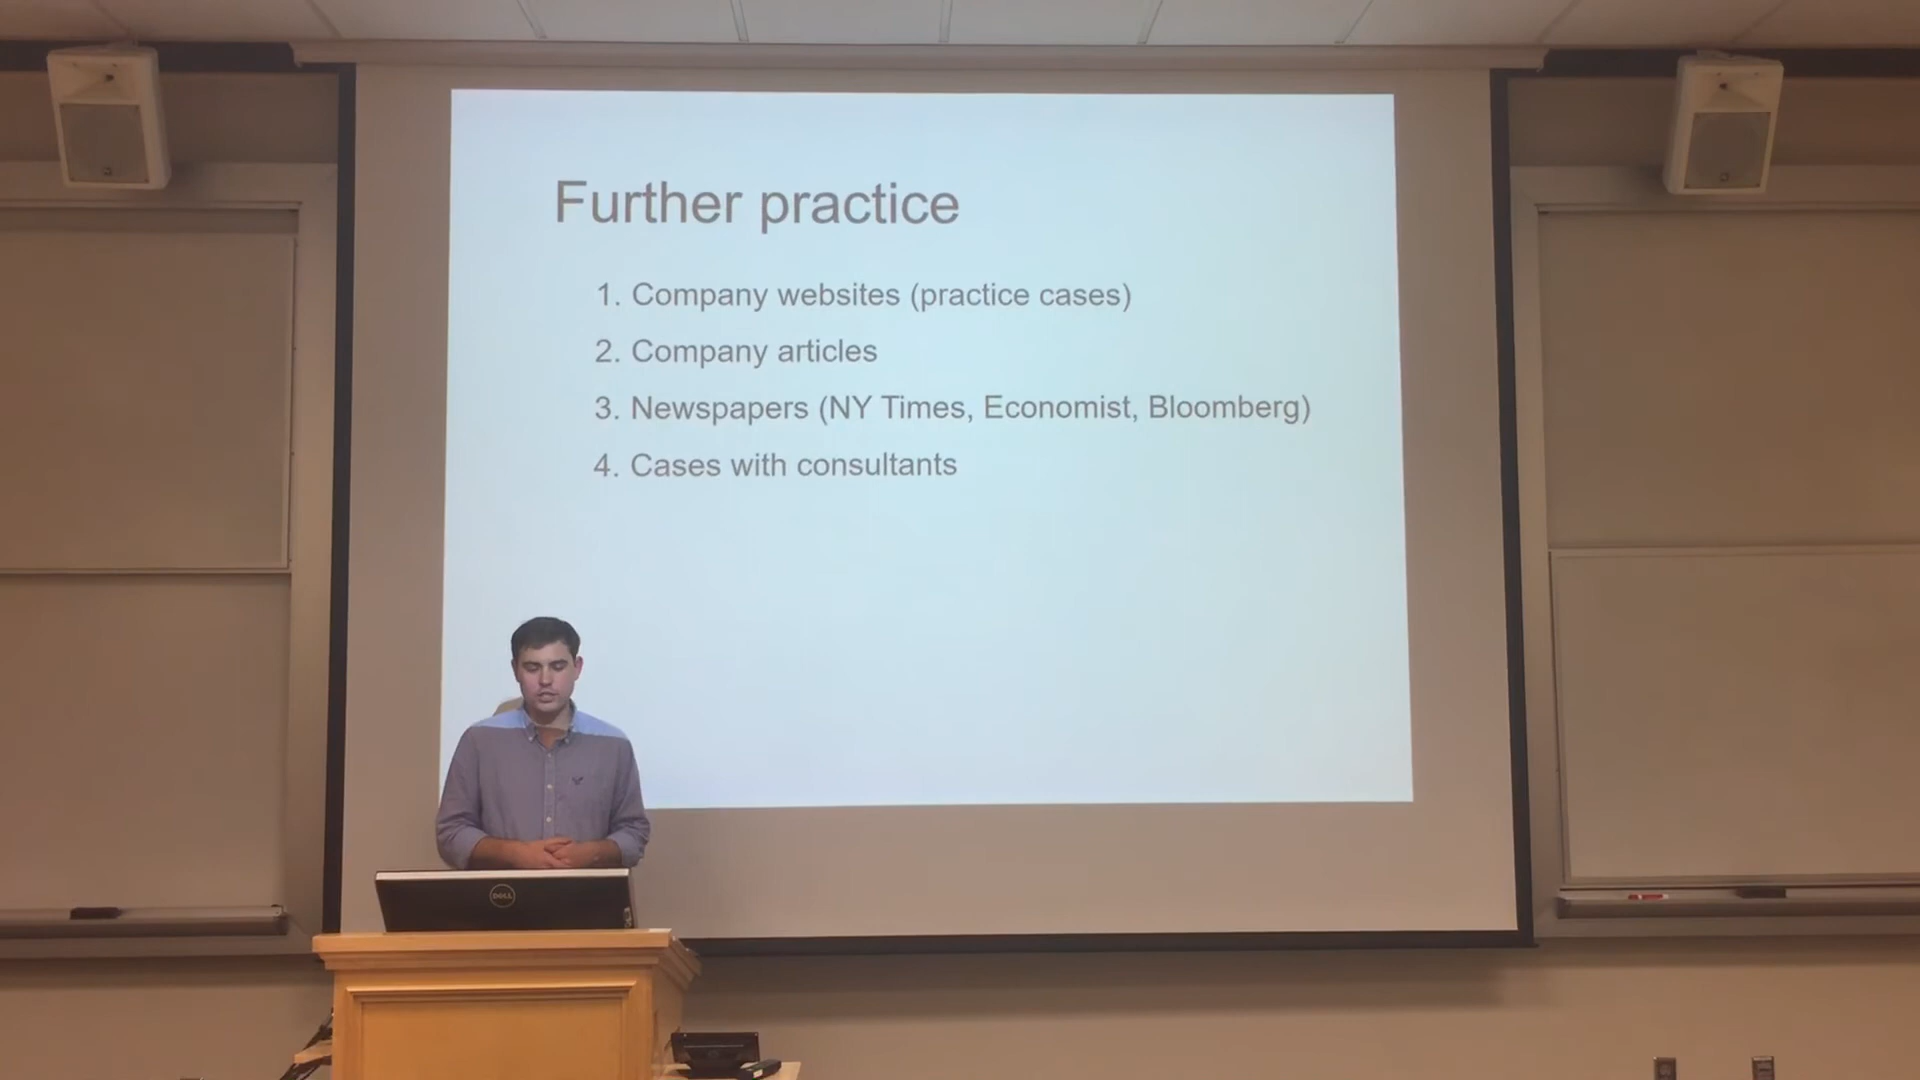 Further practice
1. Company websites (practice cases)
2. Company articles
3. Newspapers (NY Times, Economist, Bloomberg)
4. Cases with consultants
DELL